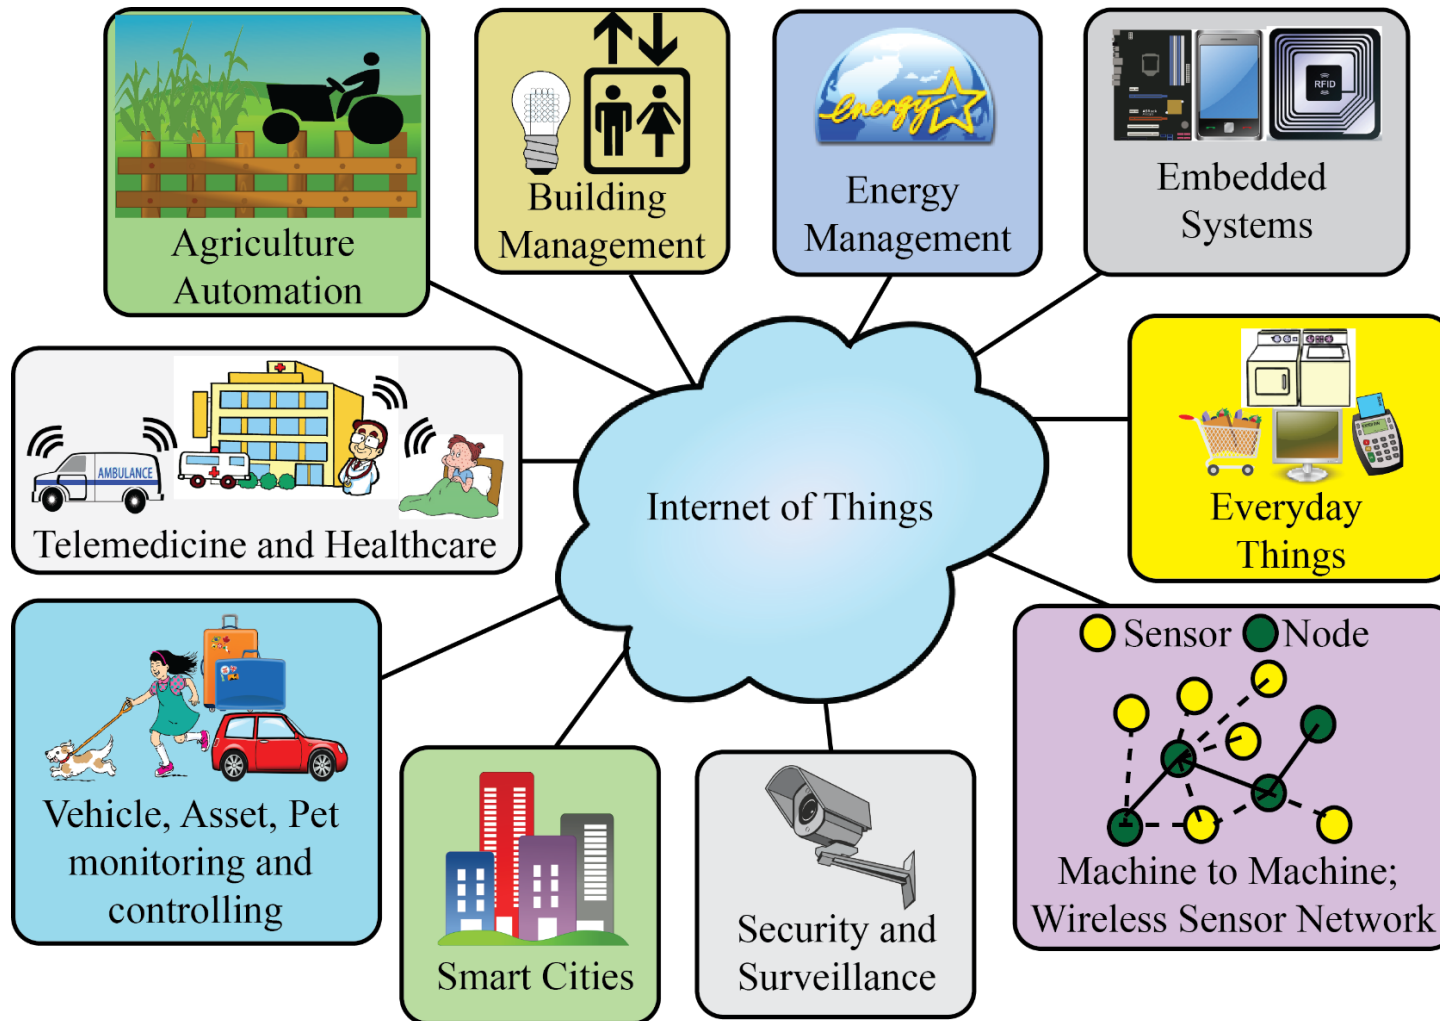 Agriculture
Automation
Building
Management
energy
Energy
Management
RFID
Embedded
Systems
AMBULANCE
Telemedicine and Healthcare
Internet of Things
Everyday
Things
Vehicle, Asset, Pet
monitoring and
controlling
Smart Cities
Security and
Surveillance
Sensor Node
Machine to Machine;
Wireless Sensor Network